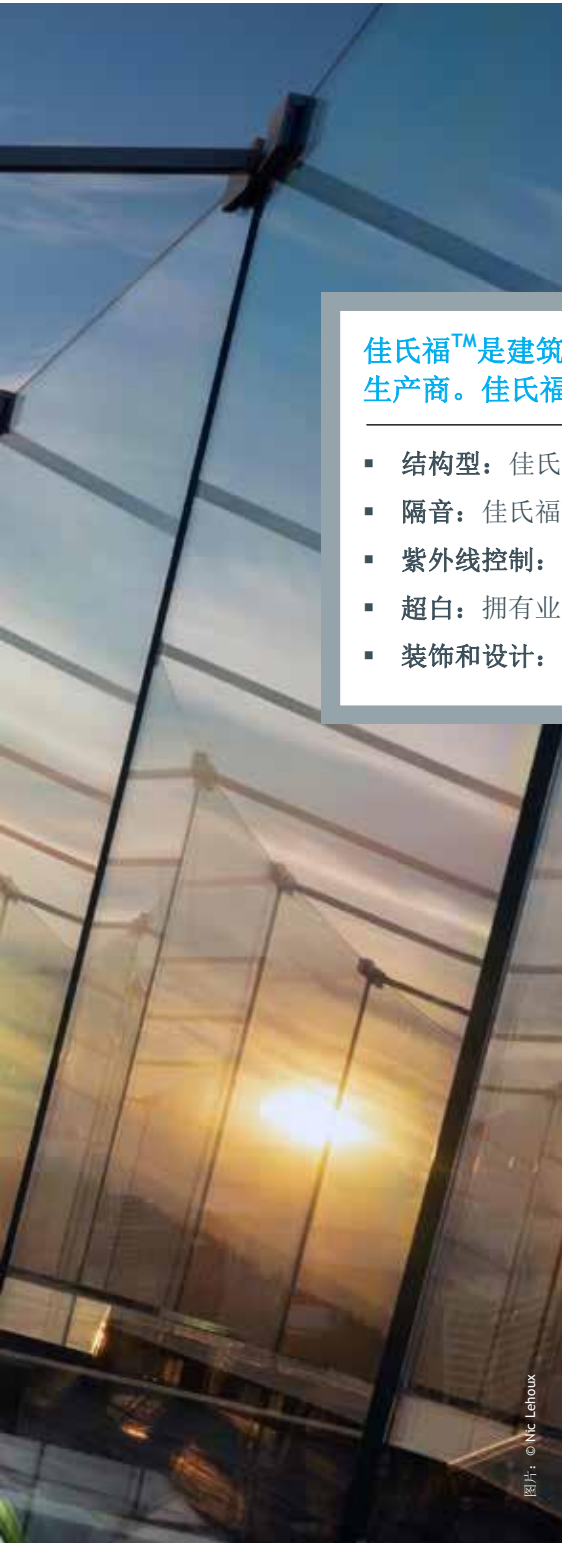 佳氏福™是建筑
生产商。佳氏福
▪ 结构型：佳氏
▪ 隔音：佳氏福
▪ 紫外线控制：
▪ 超白：拥有业
▪ 装饰和设计：
图片：© Nic Lehoux